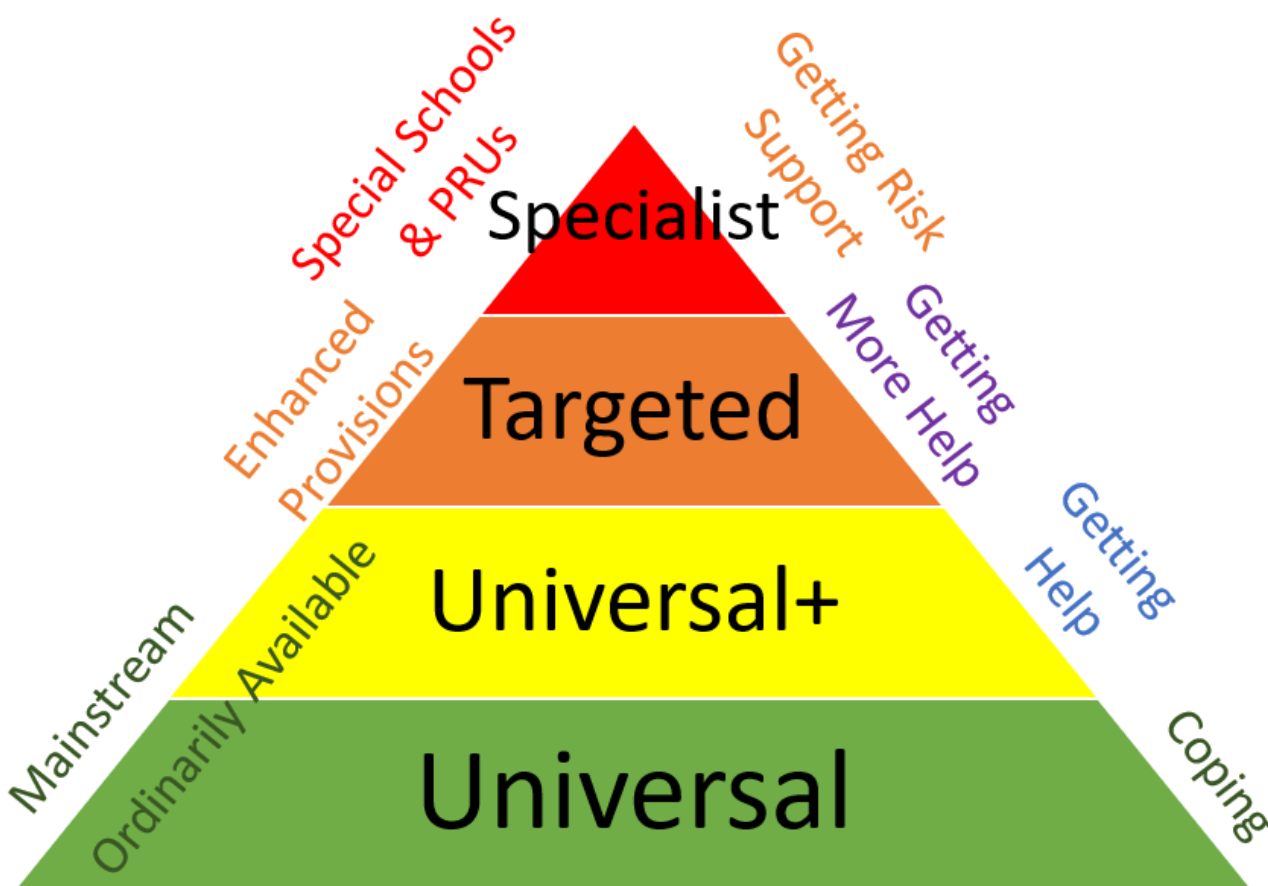 Special Schools
& PRUs
Getting Risk
Support
Specialist
Enhanced
Provisions
Getting
More Help
Targeted
Mainstream
Ordinarily Available
Getting
Help
Universal+
Coping
Universal